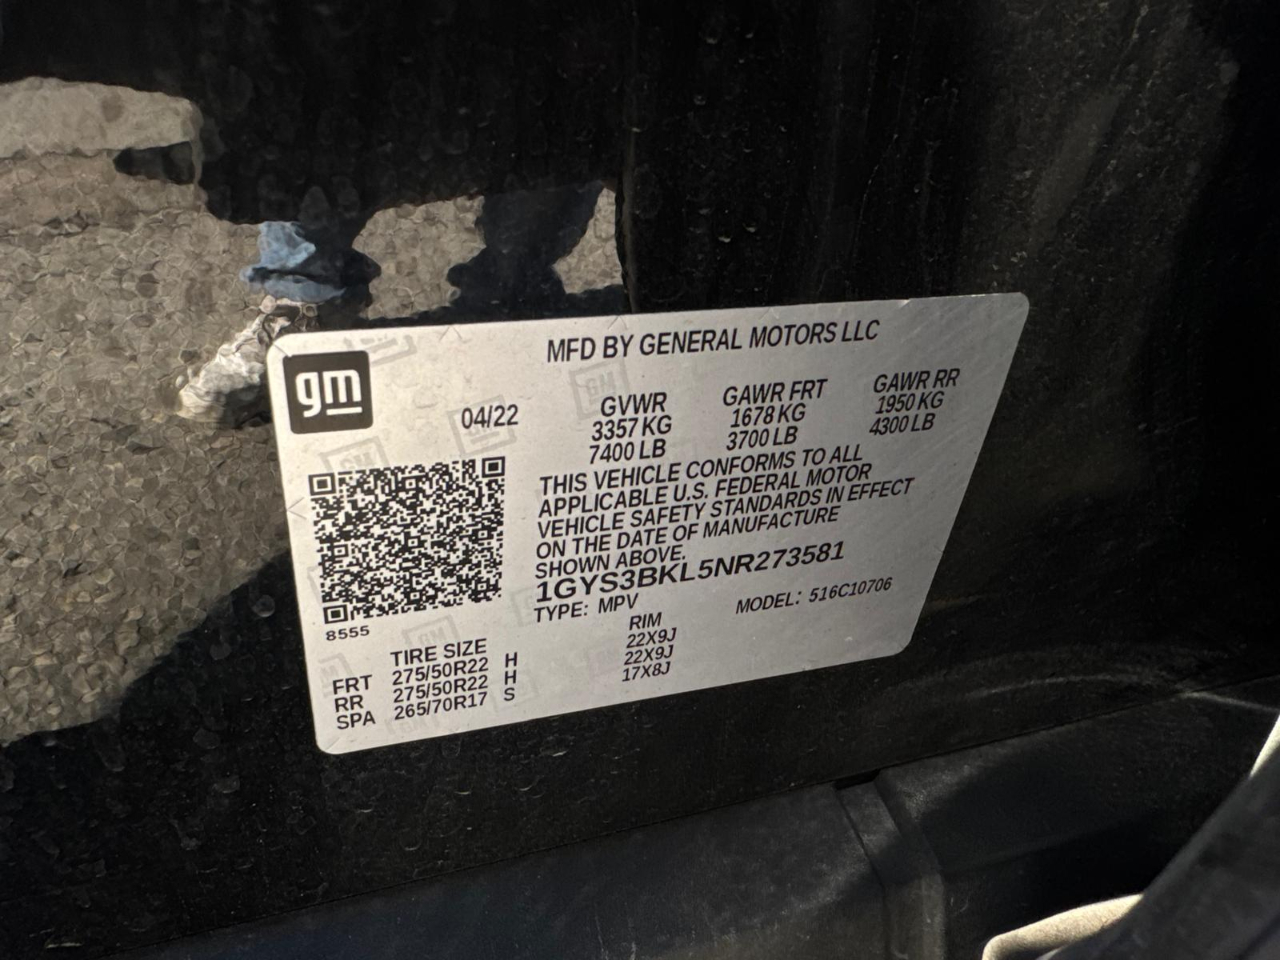 MFD BY GENERAL MOTORS LLC
gm
04/22
GVWR GAWR FRT GAWR RR
3357 KG 1678 KG 1950 KG
7400 LB 3700 LB 4300 LB
THIS VEHICLE CONFORMS TO ALL
APPLICABLE U.S. FEDERAL MOTOR
VEHICLE SAFETY STANDARDS IN EFFECT
ON THE DATE OF MANUFACTURE
SHOWN ABOVE.
1GYS3BKL5NR273581
TYPE: MPV MODEL: 516C10706
8555
TIRE SIZE RIM
FRT 275/50R22 H 22X9J
RR 275/50R22 H 22X9J
SPA 265/70R17 S 17X8J